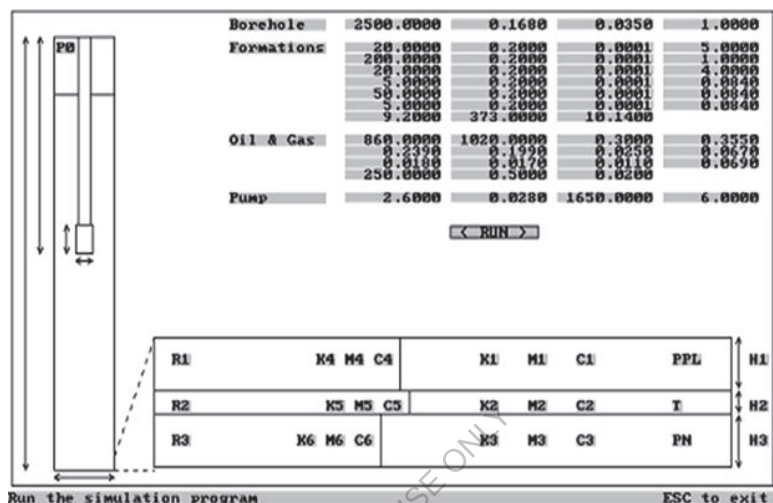 Borehole 2500.0000 0.1680 0.0350 1.0000
P0
Formations 20.0000 0.2000 0.0001 5.0000
200.0000 0.2000 0.0001 1.0000
20.0000 0.2000 0.0001 4.0000
5.0000 0.2000 0.0001 0.0840
50.0000 0.2000 0.0001 0.0840
5.0000 0.2000 0.0001 0.0840
9.2000 373.0000 10.1400
Oil & Gas 860.0000 1020.0000 0.3000 0.3550
0.2390 0.1990 0.0250 0.0670
0.0180 0.0170 0.0110 0.0690
250.0000 0.5000 0.0200
Pump 2.6000 0.0280 1650.0000 6.0000
< RUN >
R1 K4 M4 C4 K1 M1 C1 PPL H1
R2 K5 M5 C5 K2 M2 C2 T H2
R3 K6 M6 C6 K3 M3 C3 PN H3
SE ONLY
Run the simulation program ESC to exit